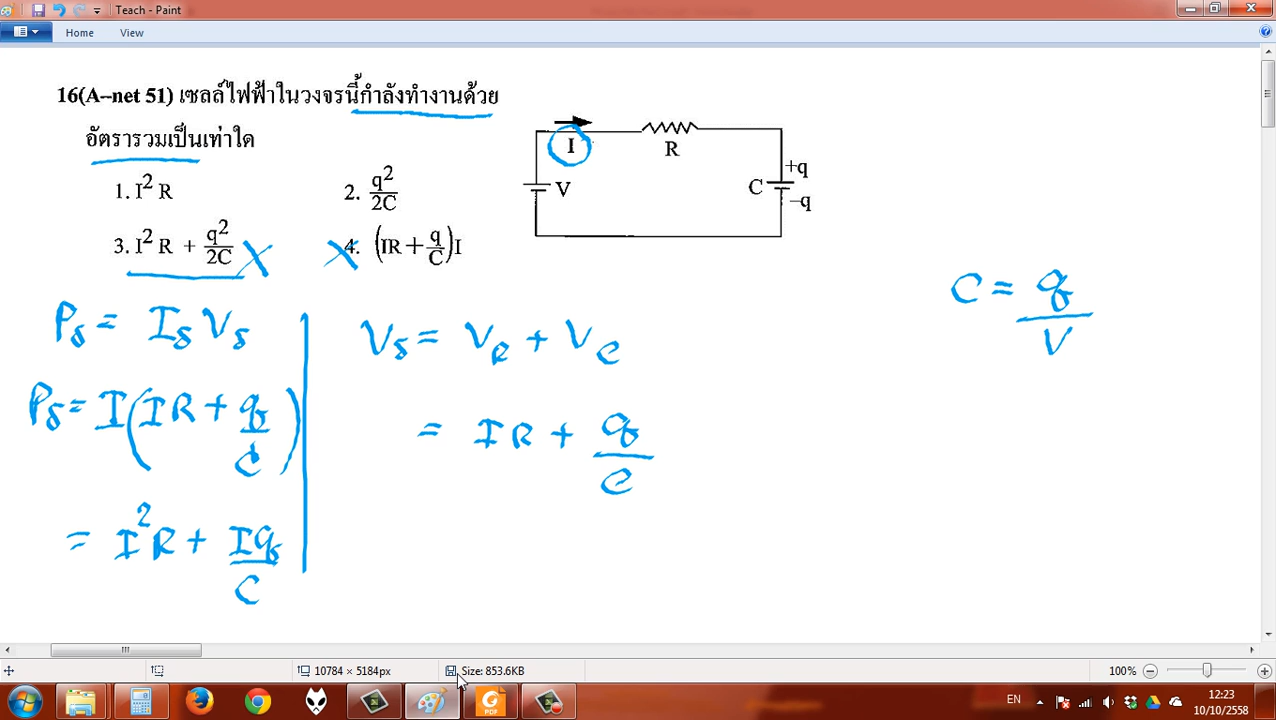 Teach - Paint
Home View
16(A–net 51) เซลล์ไฟฟ้าในวงจรนี้กำลังทำงานด้วย
อัตรารวมเป็นเท่าใด
1. I² R
2. q²/2C
3. I² R + q²/2C X
X 4. (IR + q/C)I
I
R
V
C
+q
–q
Ps = Is Vs
Ps = I(IR + q/C)
= I²R + Iq/C
Vs = VR + VC
= IR + q/C
C = q/V
10784 × 5184px
Size: 853.6KB
100%
PDF
EN
12:23
10/10/2558